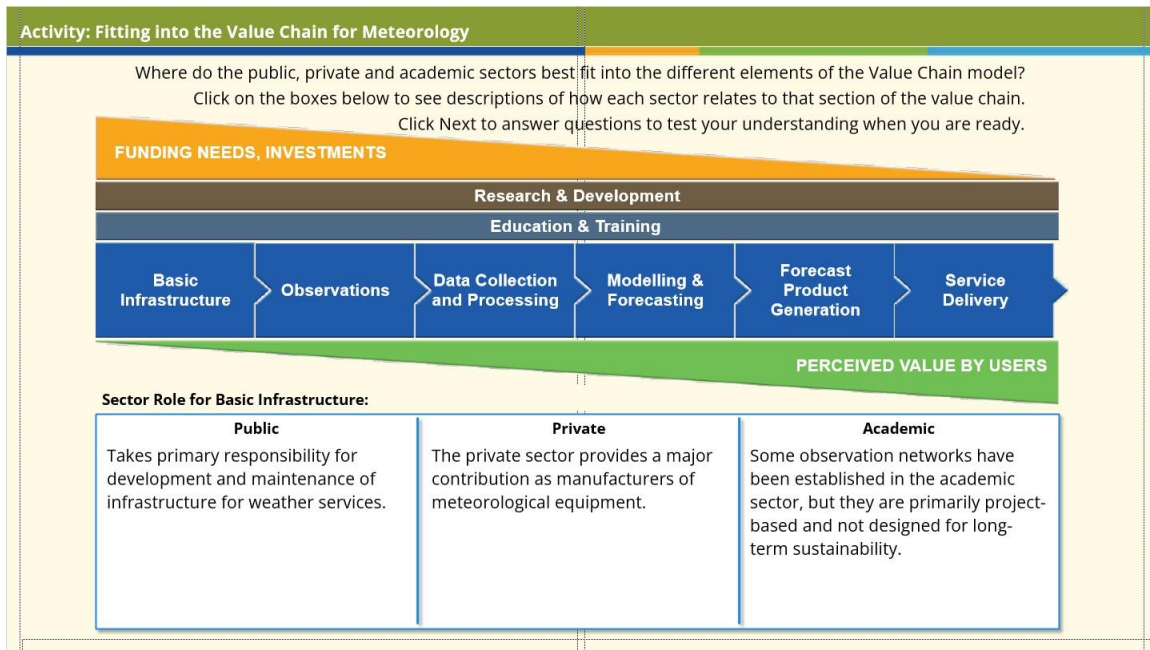 Activity: Fitting into the Value Chain for Meteorology
Where do the public, private and academic sectors best fit into the different elements of the Value Chain model?
Click on the boxes below to see descriptions of how each sector relates to that section of the value chain.
Click Next to answer questions to test your understanding when you are ready.
FUNDING NEEDS, INVESTMENTS
Research & Development
Education & Training
Basic
Infrastructure
Observations
Data Collection
and Processing
Modelling &
Forecasting
Forecast
Product
Generation
Service
Delivery
PERCEIVED VALUE BY USERS
Sector Role for Basic Infrastructure:
Public
Takes primary responsibility for
development and maintenance of
infrastructure for weather services.
Private
The private sector provides a major
contribution as manufacturers of
meteorological equipment.
Academic
Some observation networks have
been established in the academic
sector, but they are primarily project-
based and not designed for long-
term sustainability.